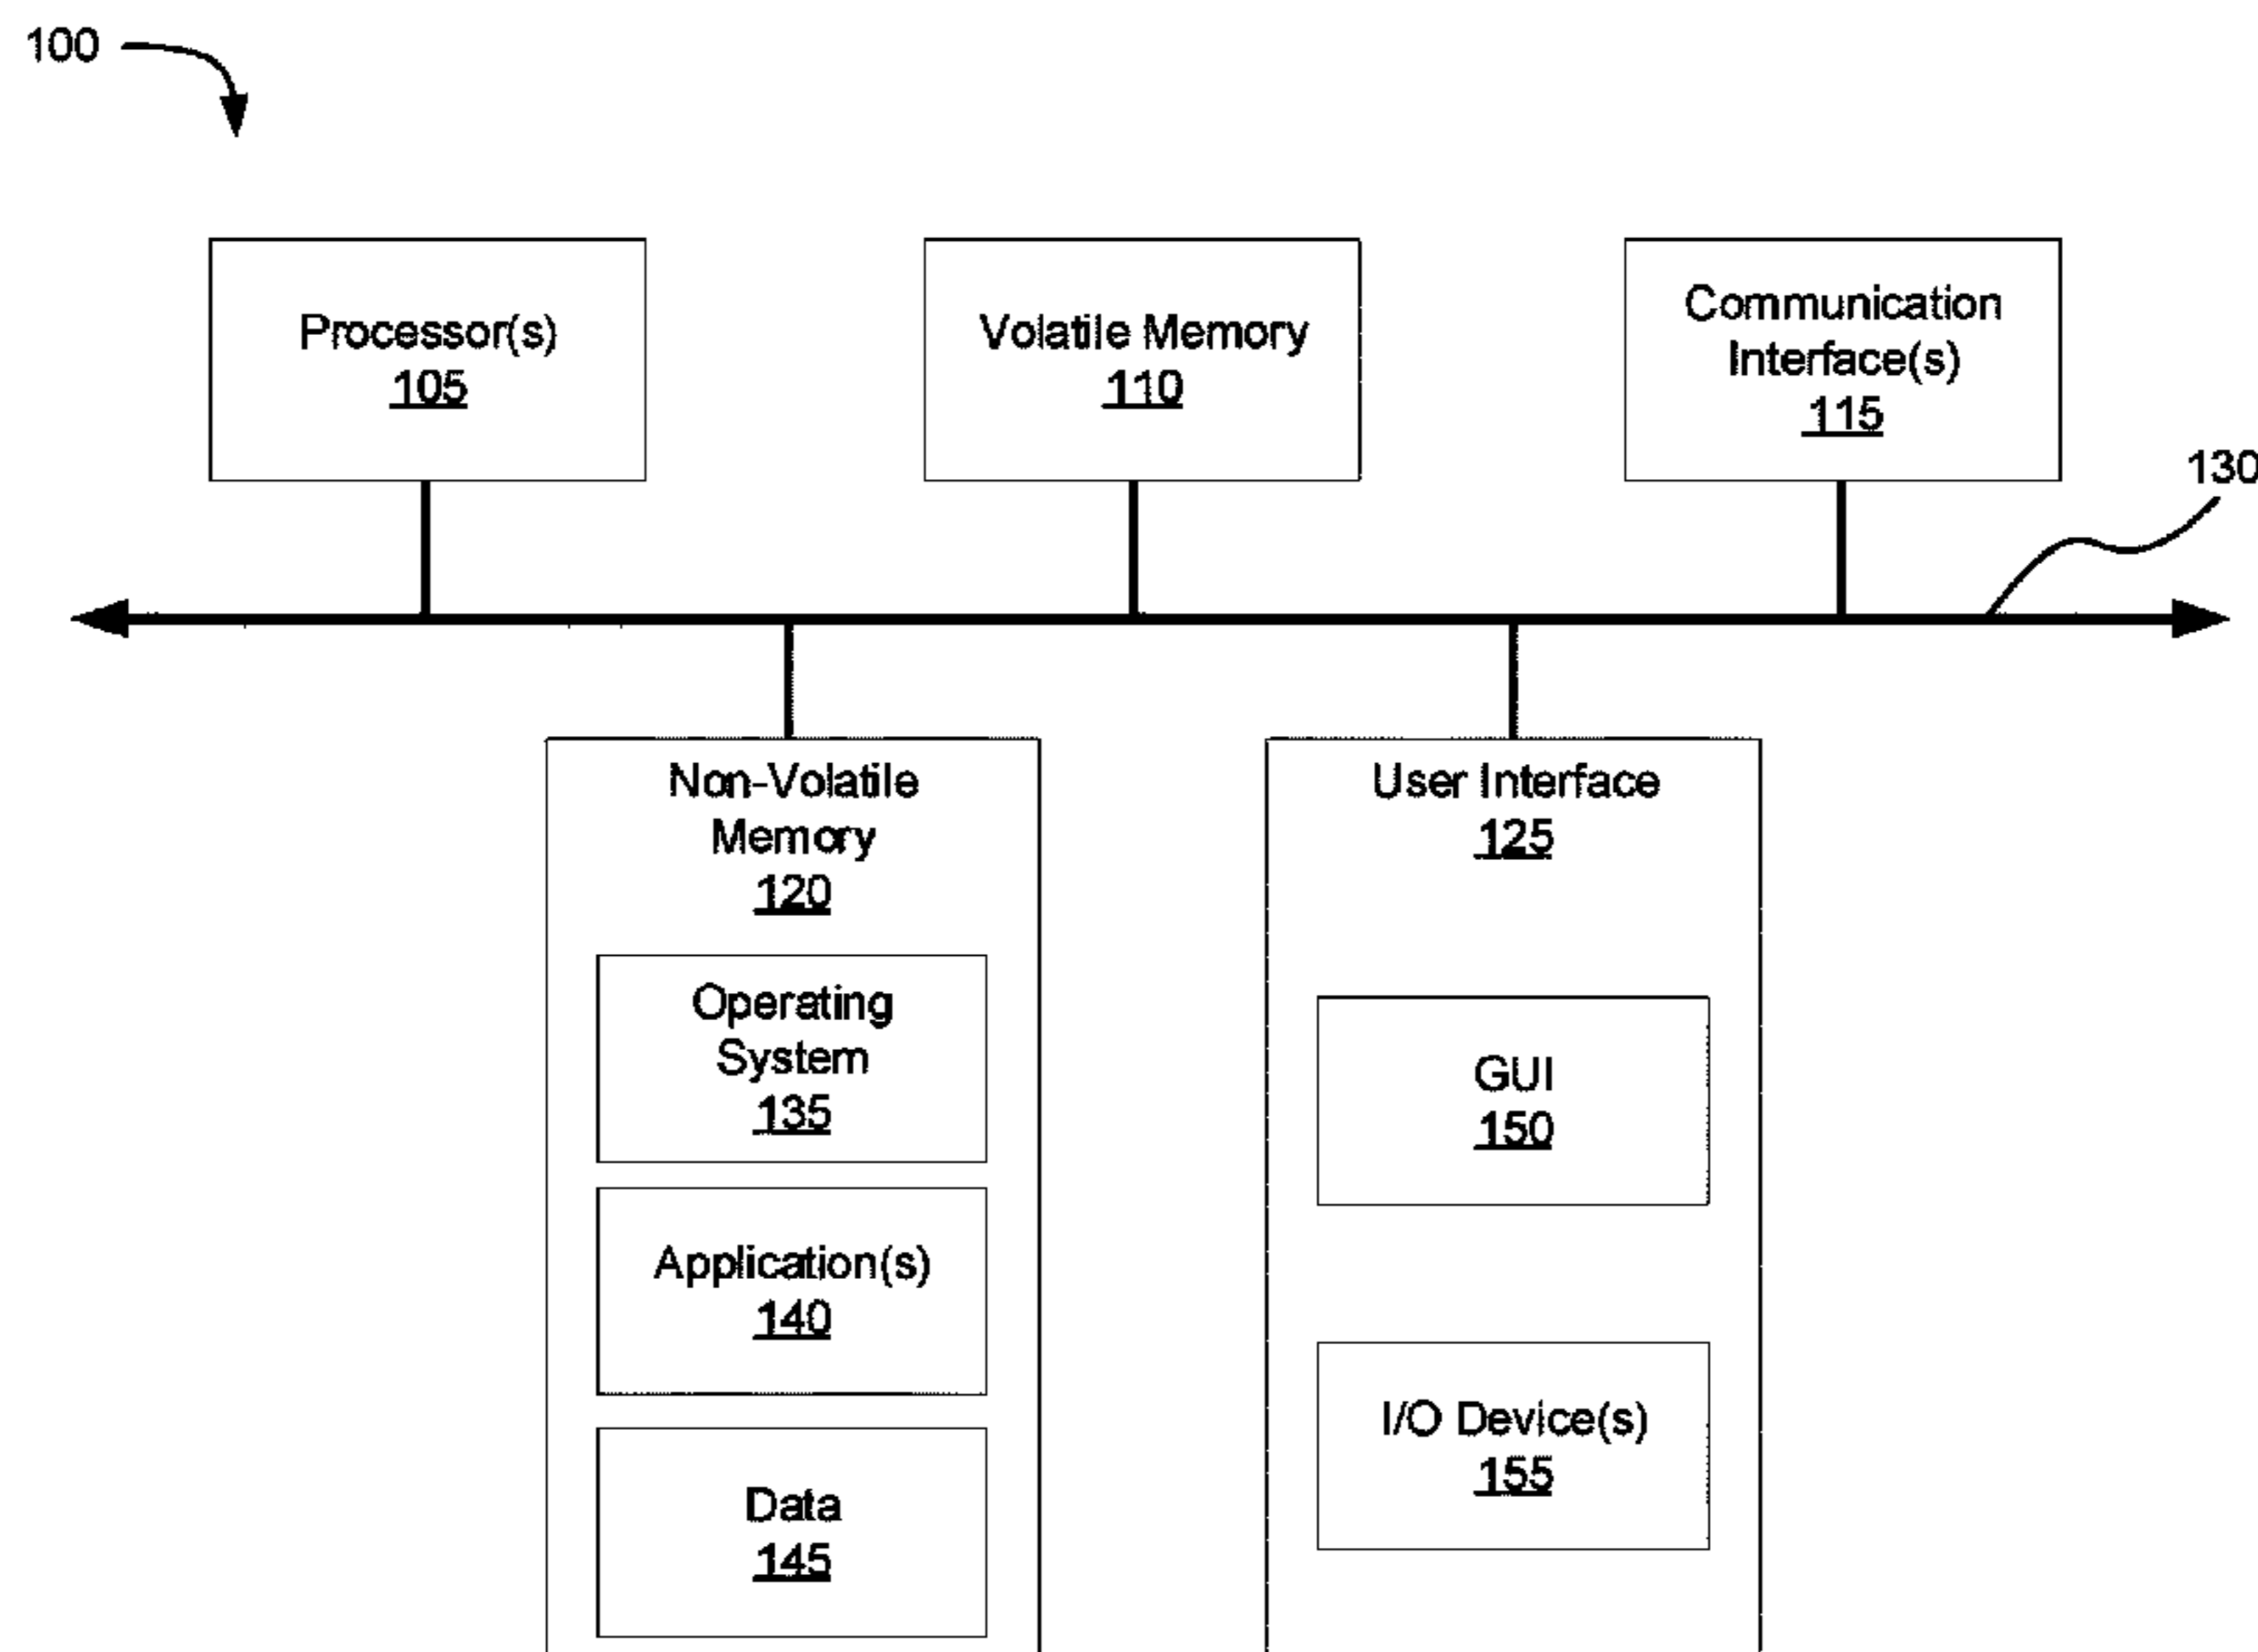 100
Processor(s)
105
Volatile Memory
110
Communication
Interface(s)
115
130
Non-Volatile
Memory
120
Operating
System
135
Application(s)
140
Data
145
User Interface
125
GUI
150
I/O Device(s)
155